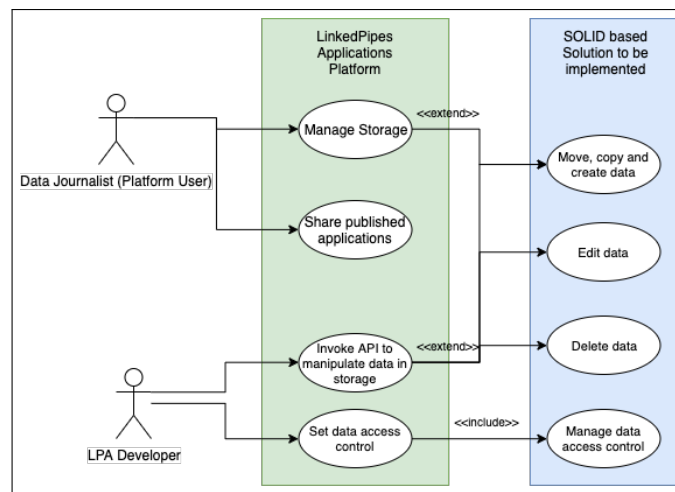 LinkedPipes
Applications
Platform
SOLID based
Solution to be
implemented
Manage Storage
<<extend>>
Move, copy and
create data
Data Journalist (Platform User)
Share published
applications
Edit data
Invoke API to
manipulate data in
storage
<<extend>>
Delete data
Set data access
control
<<include>>
Manage data
access control
LPA Developer